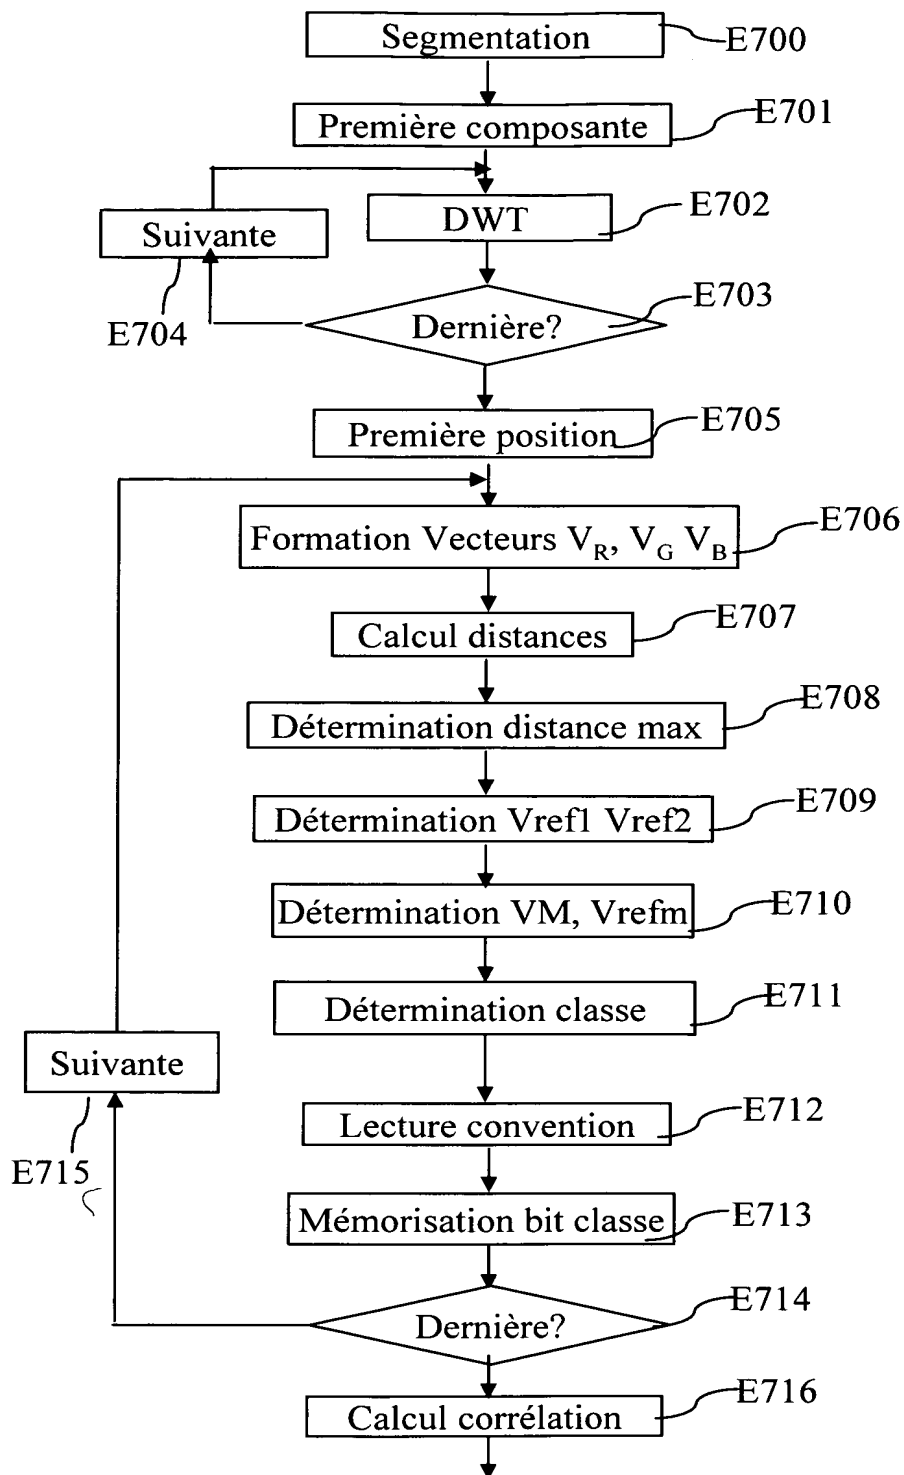 Segmentation
E700
Première composante
E701
DWT
E702
Suivante
E704
Dernière?
E703
Première position
E705
Formation Vecteurs V_R, V_G V_B
E706
Calcul distances
E707
Détermination distance max
E708
Détermination Vref1 Vref2
E709
Détermination VM, Vrefm
E710
Détermination classe
E711
Suivante
E715
Lecture convention
E712
Mémorisation bit classe
E713
Dernière?
E714
Calcul corrélation
E716